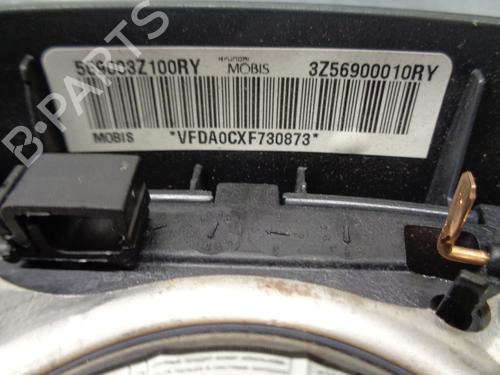 569003Z100RY
HYUNDAI
MOBIS
3Z56900010RY
MOBIS
*VFDA0CXF730873*
B-PARTS